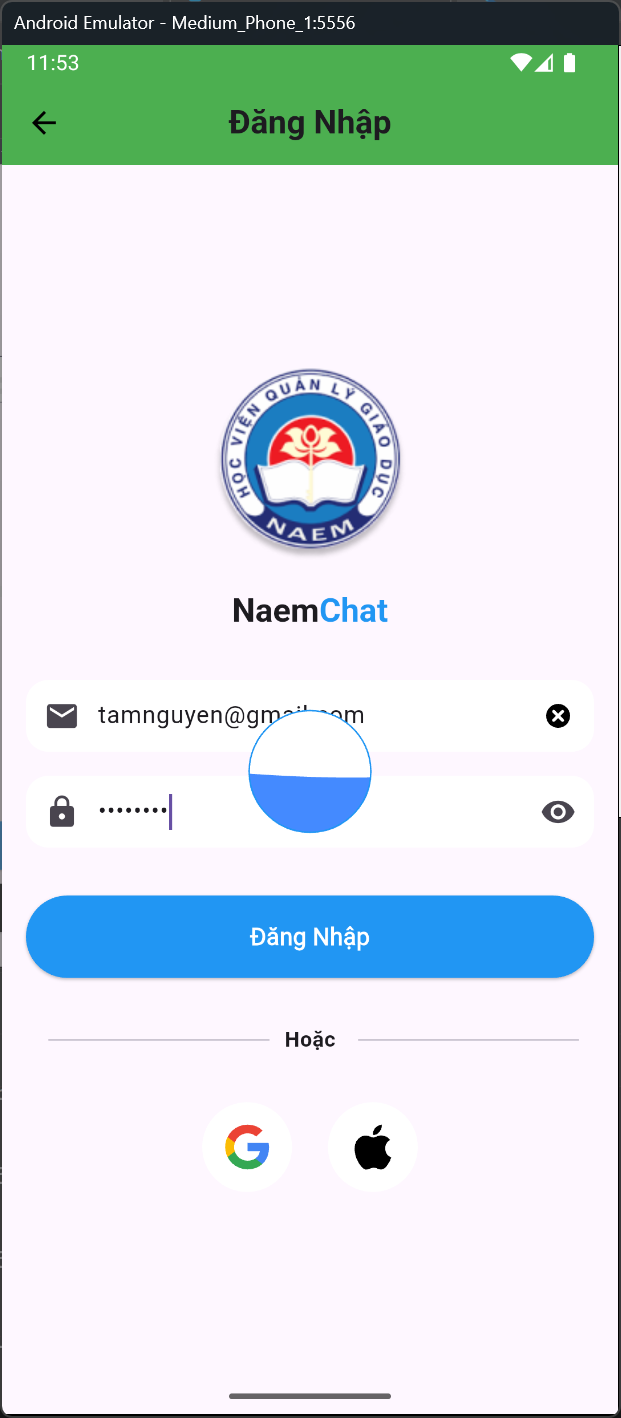 Android Emulator - Medium_Phone_1:5556
11:53
Đăng Nhập
HỌC VIỆN QUẢN LÝ GIÁO DỤC
NAEM
NaemChat
tamnguyen@gmail.com
••••••••
Đăng Nhập
Hoặc